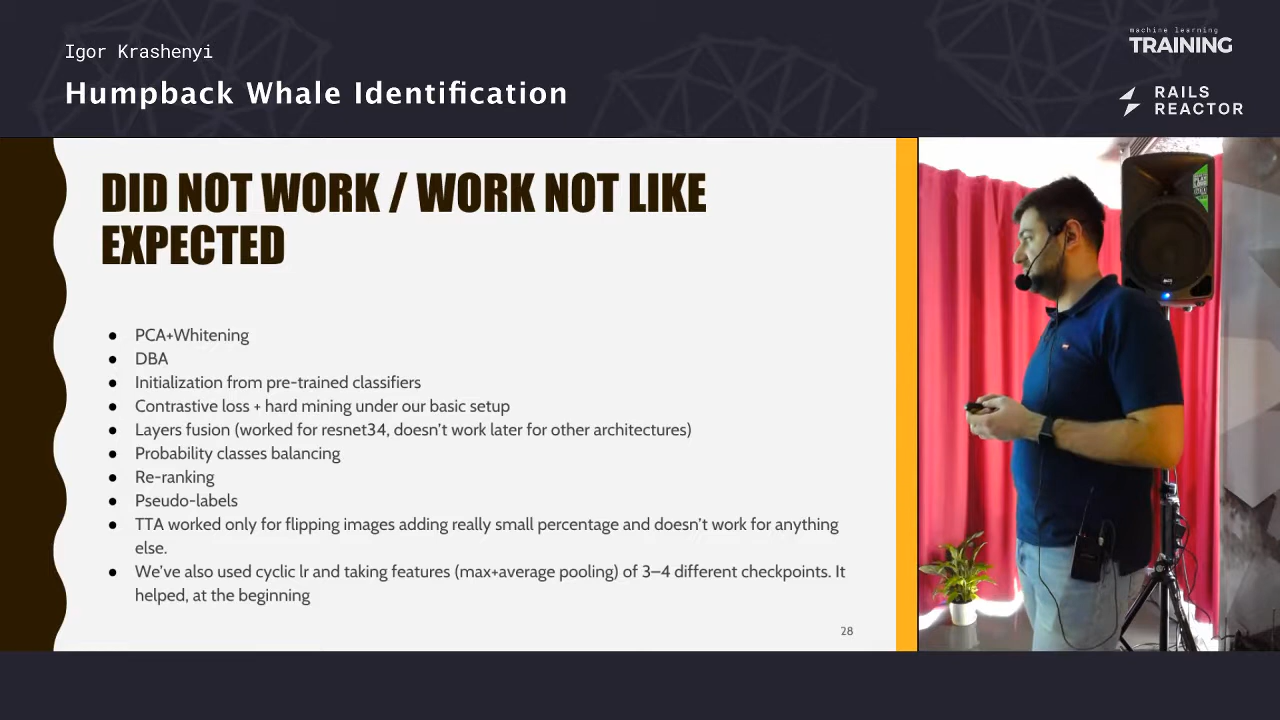 Igor Krashenyi
Humpback Whale Identification
machine learning
TRAINING
RAILS
REACTOR
DID NOT WORK / WORK NOT LIKE
EXPECTED
● PCA+Whitening
● DBA
● Initialization from pre-trained classifiers
● Contrastive loss + hard mining under our basic setup
● Layers fusion (worked for resnet34, doesn't work later for other architectures)
● Probability classes balancing
● Re-ranking
● Pseudo-labels
● TTA worked only for flipping images adding really small percentage and doesn't work for anything
else.
● We've also used cyclic lr and taking features (max+average pooling) of 3–4 different checkpoints. It
helped, at the beginning
28